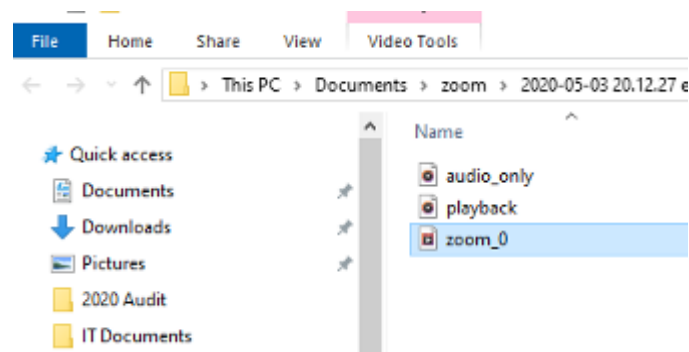 File Home Share View Video Tools
This PC > Documents > zoom > 2020-05-03 20.12.27 e
Quick access
Documents
Downloads
Pictures
2020 Audit
IT Documents
Name
audio_only
playback
zoom_0